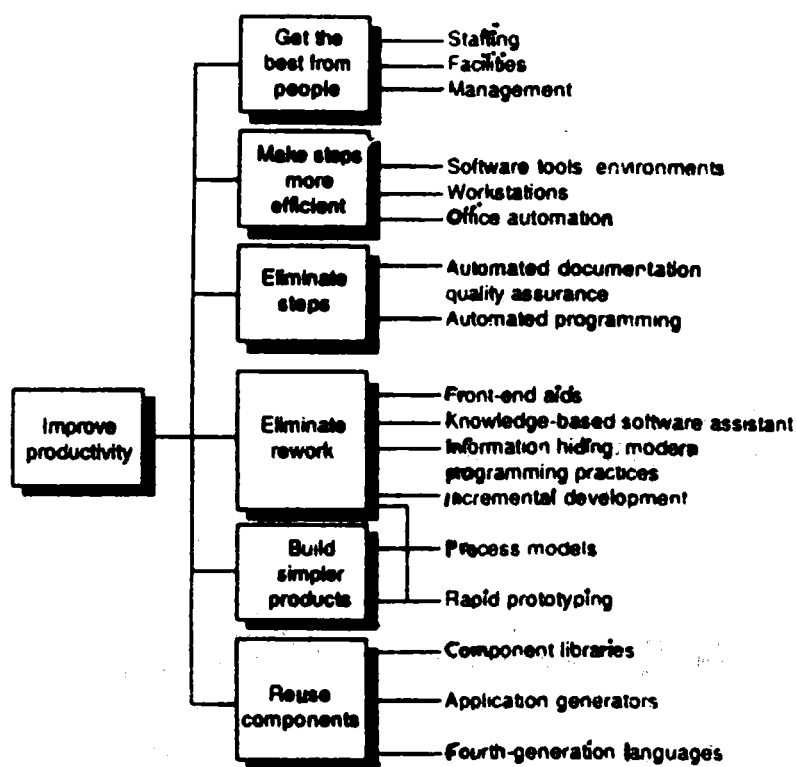 Get the
best from
people
Staffing
Facilities
Management
Make steps
more
efficient
Software tools environments
Workstations
Office automation
Eliminate
steps
Automated documentation
quality assurance
Automated programming
Improve
productivity
Eliminate
rework
Front-end aids
Knowledge-based software assistant
Information hiding, modern
programming practices
Incremental development
Build
simpler
products
Process models
Rapid prototyping
Reuse
components
Component libraries
Application generators
Fourth-generation languages